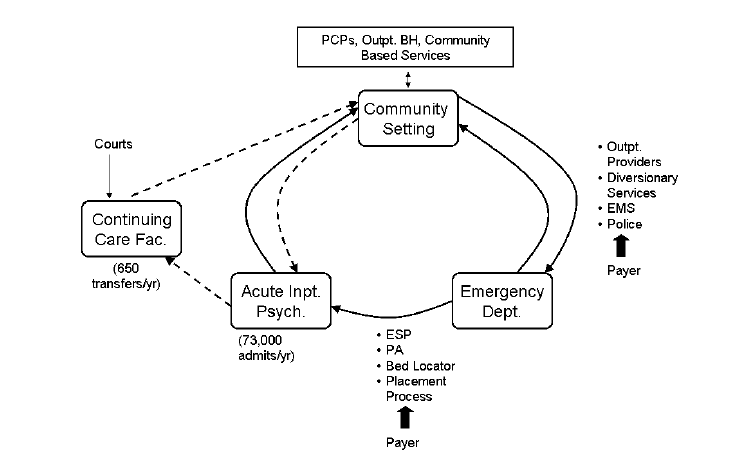 PCPs, Outpt. BH, Community
Based Services
Community
Setting
Courts
Continuing
Care Fac.
(650
transfers/yr)
Acute Inpt.
Psych.
(73,000
admits/yr)
Emergency
Dept.
• ESP
• PA
• Bed Locator
• Placement
Process
Payer
• Outpt.
Providers
• Diversionary
Services
• EMS
• Police
Payer